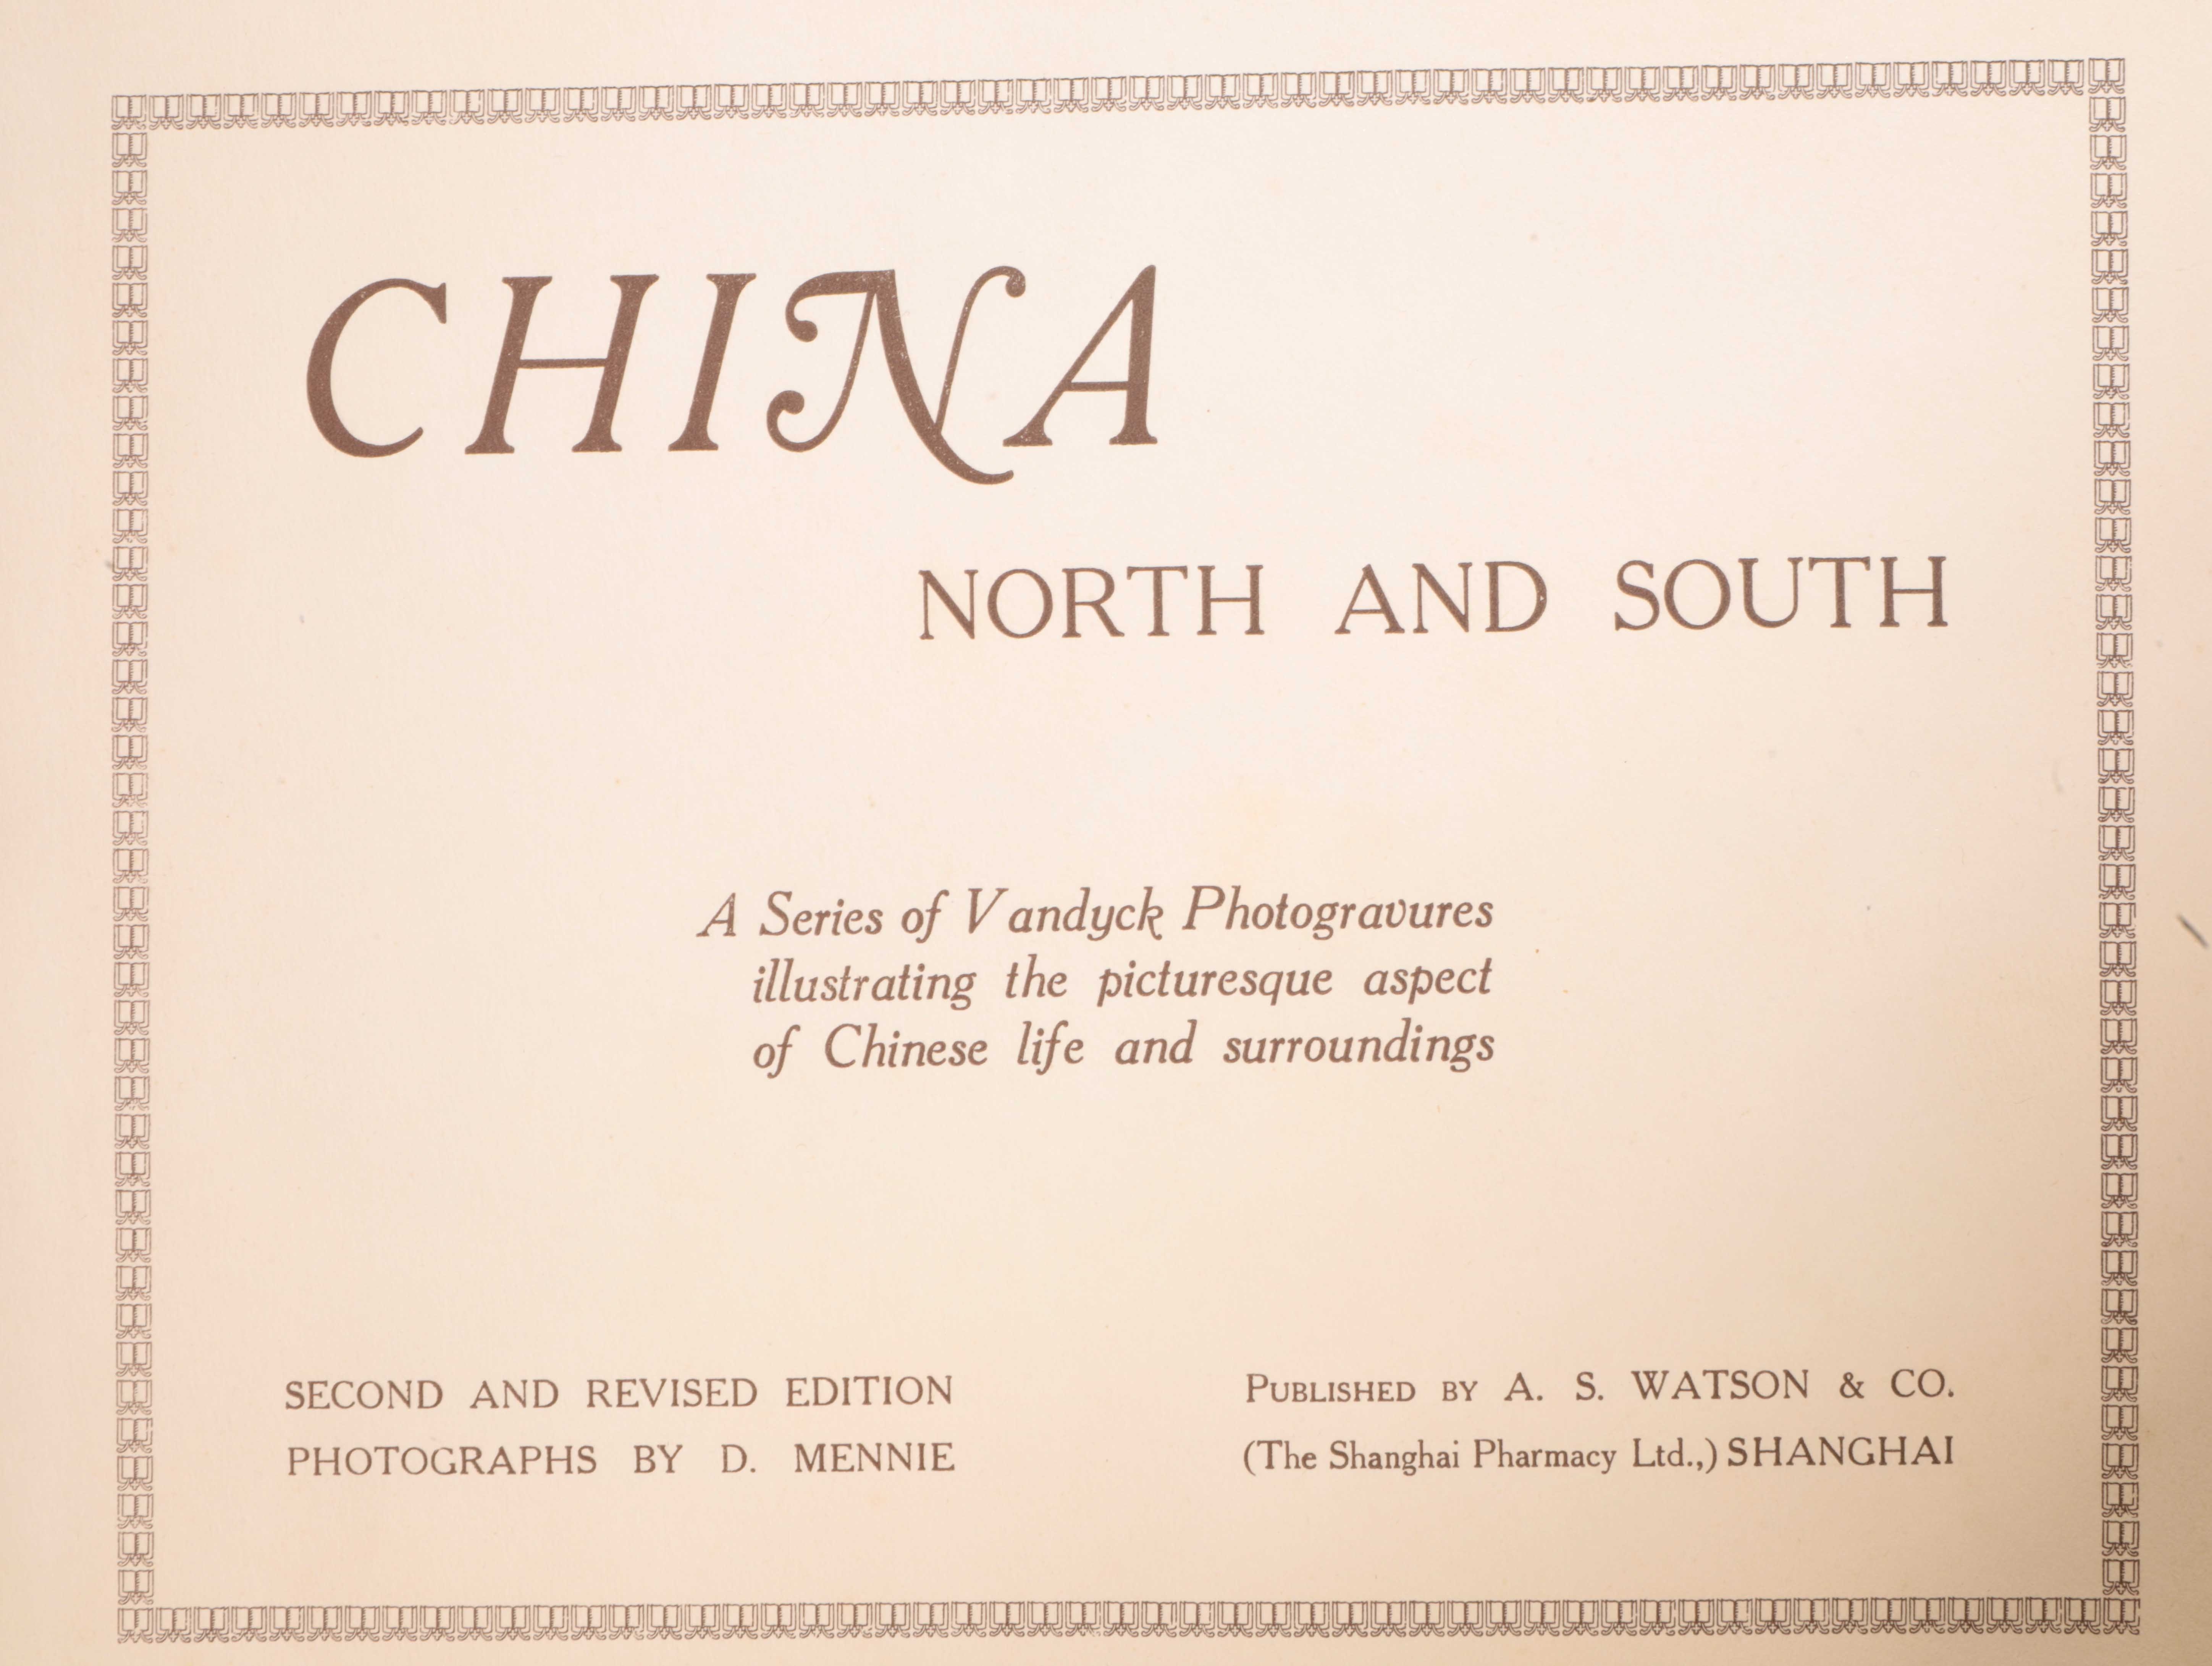 CHINA
NORTH AND SOUTH
A Series of Vandyck Photogravures
illustrating the picturesque aspect
of Chinese life and surroundings
SECOND AND REVISED EDITION
PHOTOGRAPHS BY D. MENNIE
PUBLISHED BY A. S. WATSON & CO.
(The Shanghai Pharmacy Ltd.,) SHANGHAI